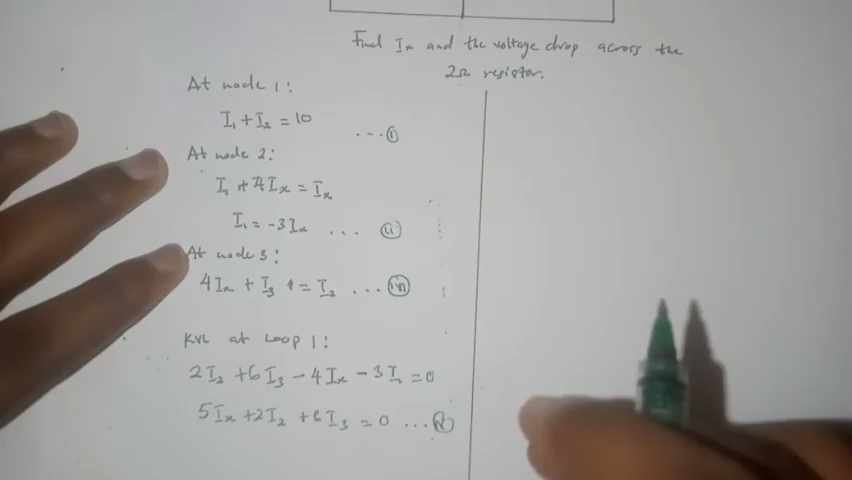 Find Ix and the voltage drop across the
2Ω resistor.
At node 1:
I₁ + I₂ = 10 ... (i)
At node 2:
I₁ + 4Ix = Ix
I₁ = -3Ix ... (ii)
At node 3:
4Ix + I₃ = I₂ ... (iii)
KVL at Loop 1:
2I₂ + 6I₃ - 4Ix - 3I₁ = 0
5Ix + 2I₂ + 6I₃ = 0 ... (iv)